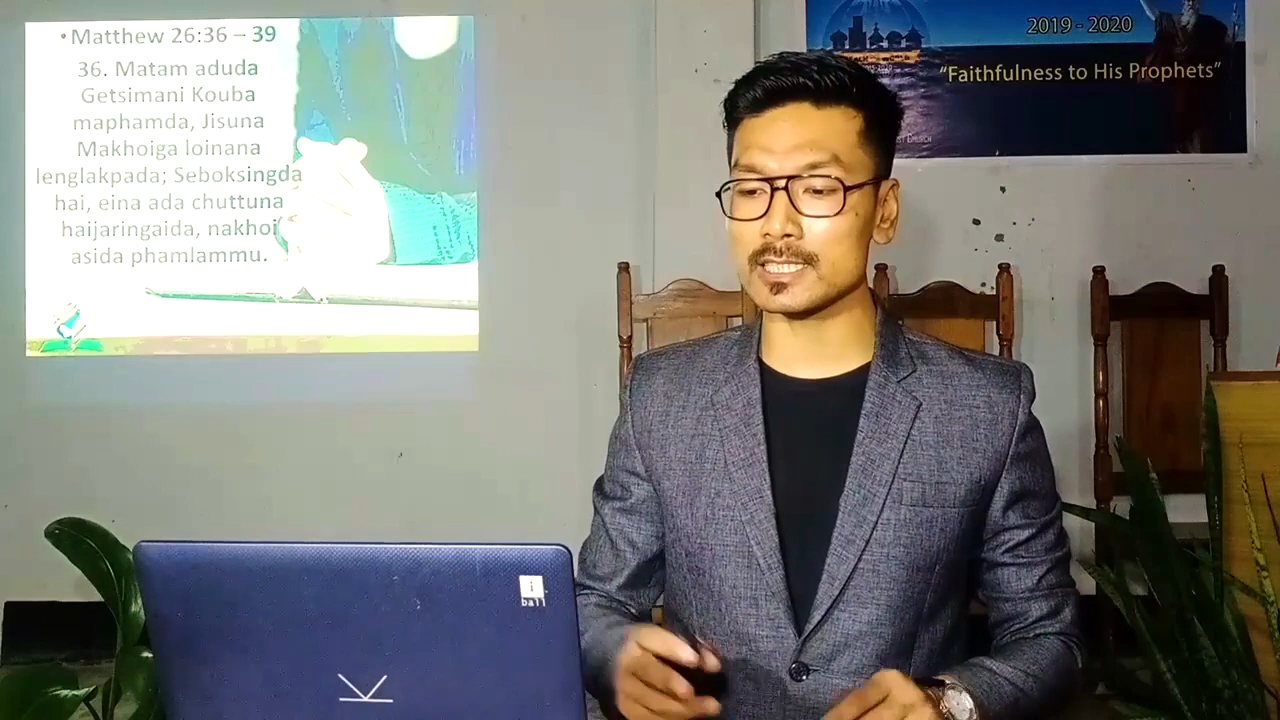 • Matthew 26:36 – 39
36. Matam aduda
Getsimani Kouba
maphamda, Jisuna
Makhoiga loinana
lenglakpada; Seboksingda
hai, eina ada chuttuna
haijaringaida, nakhoi
asida phamlammu.
2019 - 2020
"Faithfulness to His Prophets"
i
ball